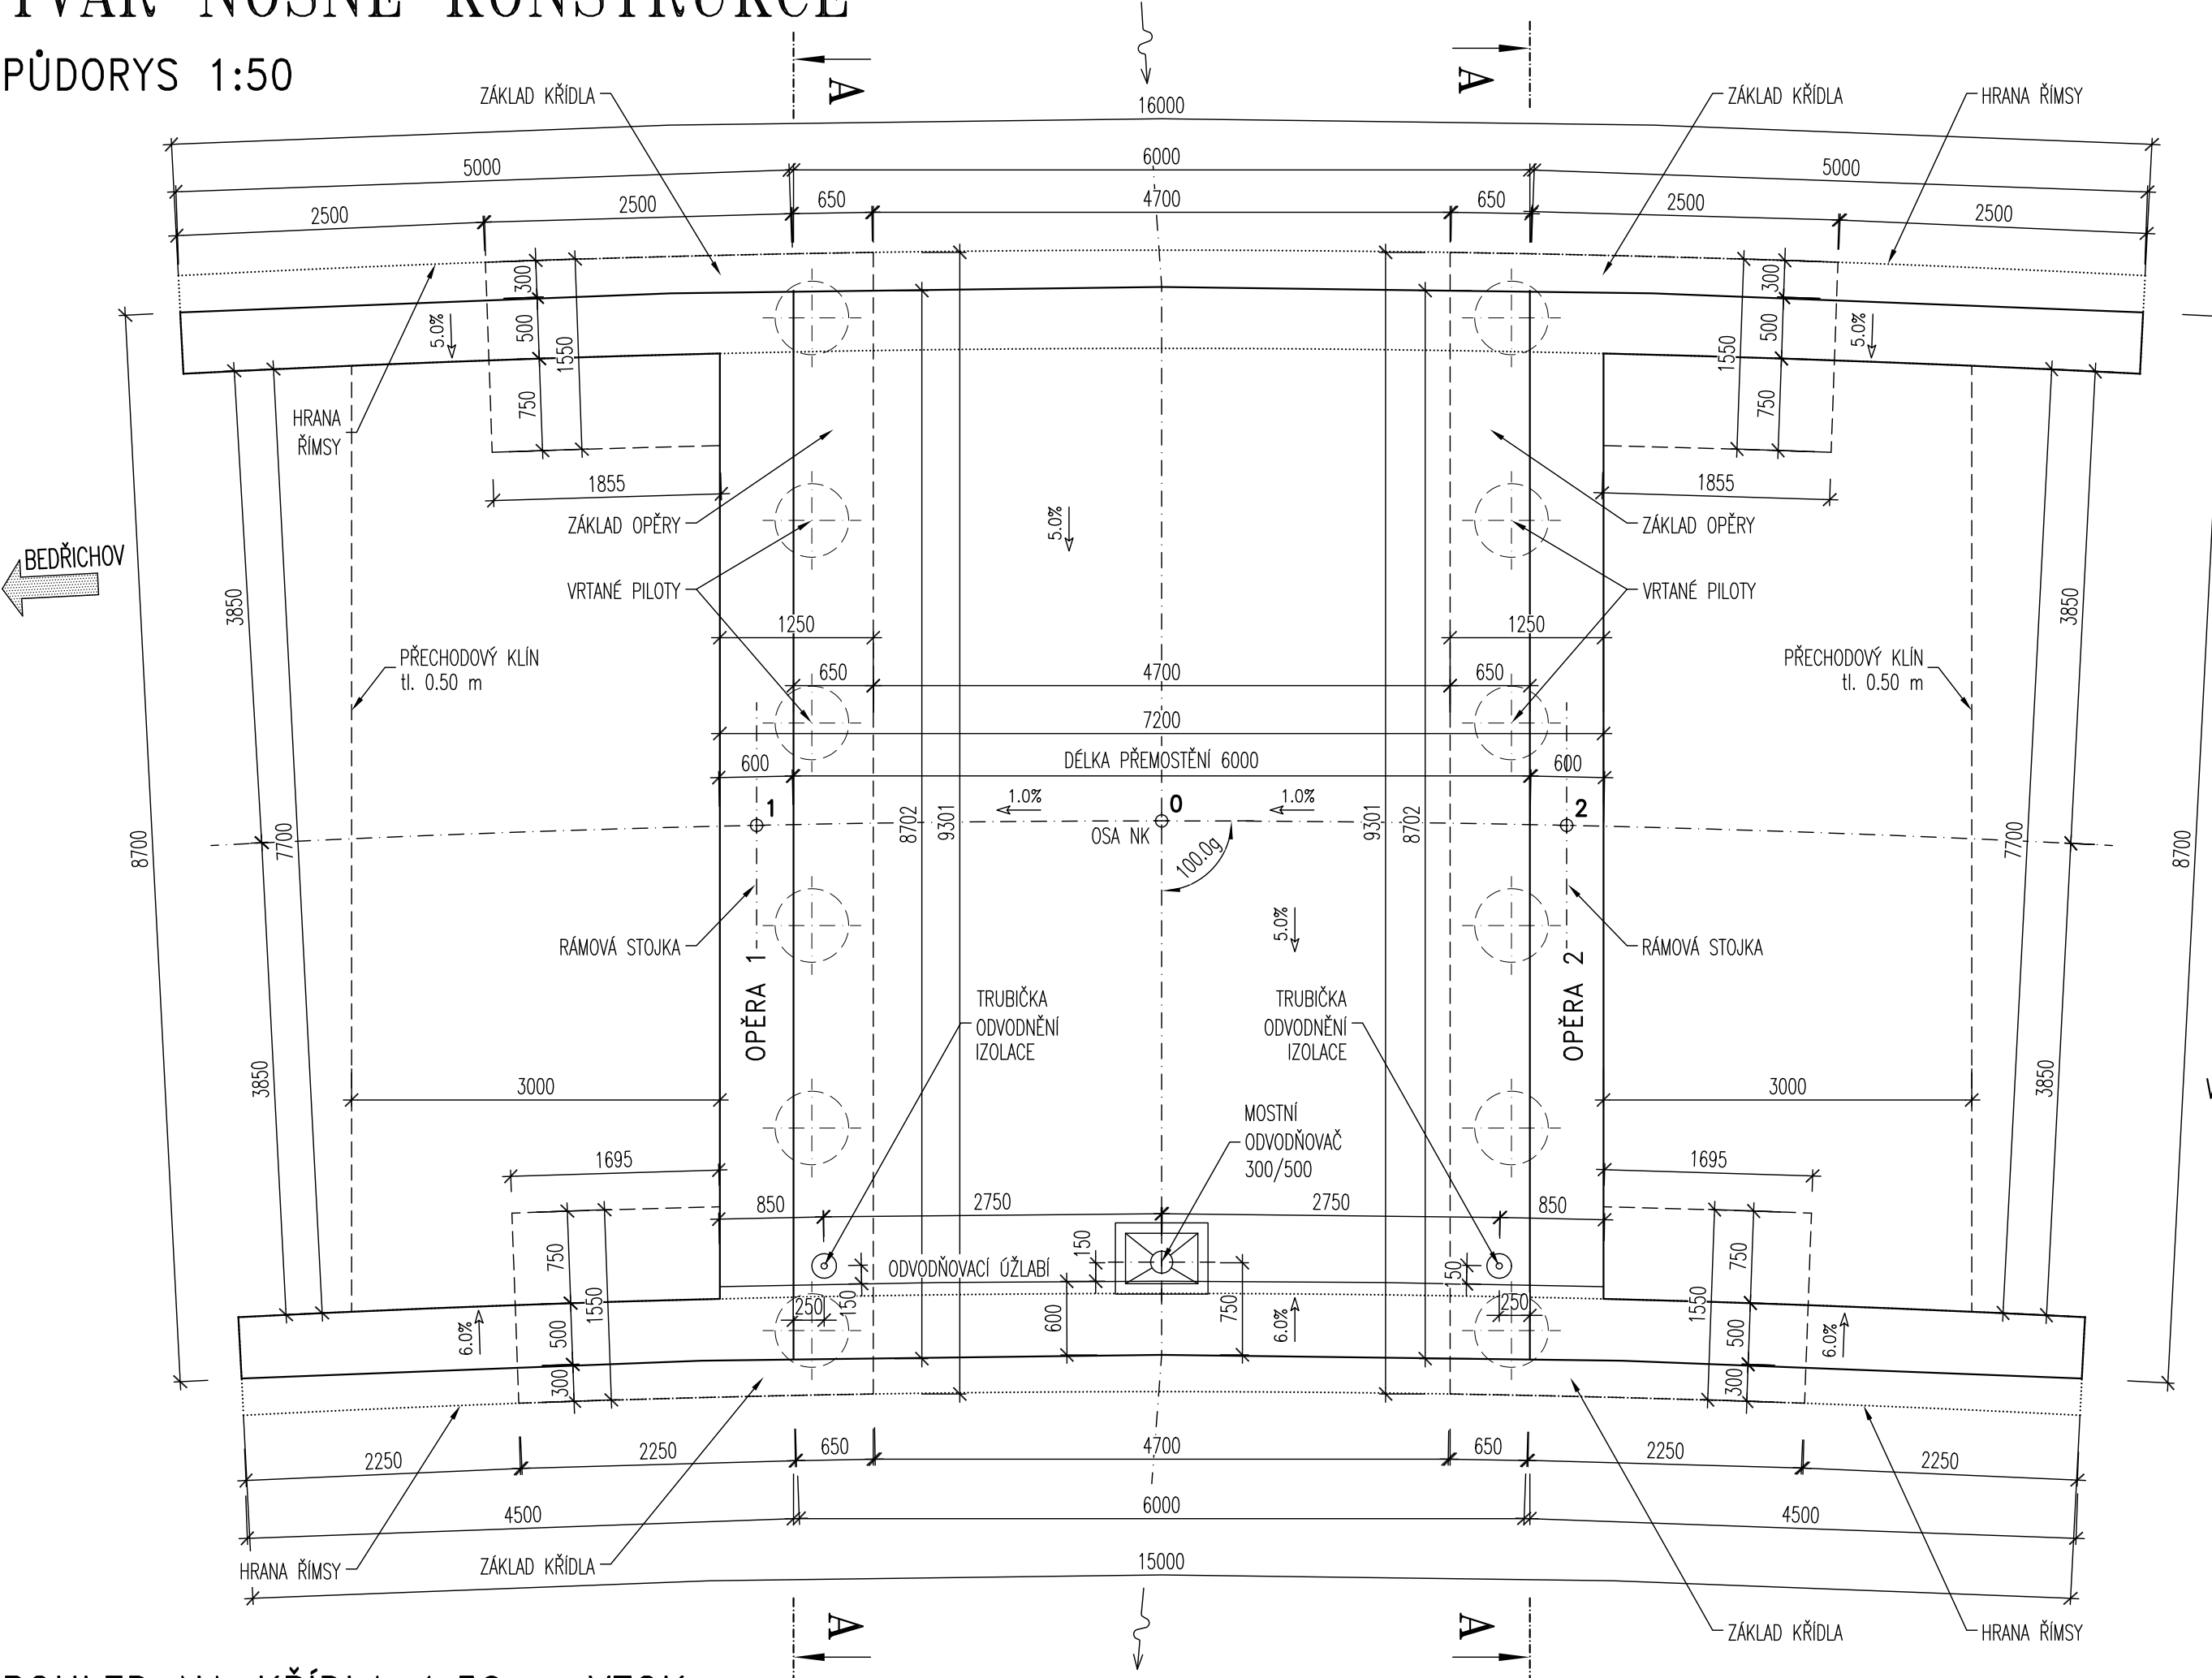 TVAR NOSNÉ KONSTRUKCE
PŮDORYS 1:50
A
A
ZÁKLAD KŘÍDLA
16000
ZÁKLAD KŘÍDLA
HRANA ŘÍMSY
5000
6000
5000
2500
2500
650
4700
650
2500
2500
300
500
1550
750
5.0%
300
500
1550
750
5.0%
HRANA
ŘÍMSY
1855
1855
ZÁKLAD OPĚRY
5.0%
ZÁKLAD OPĚRY
BEDŘICHOV
VRTANÉ PILOTY
VRTANÉ PILOTY
3850
3850
1250
1250
PŘECHODOVÝ KLÍN
tl. 0.50 m
650
4700
650
PŘECHODOVÝ KLÍN
tl. 0.50 m
7200
600
DÉLKA PŘEMOSTĚNÍ 6000
600
1
1.0%
0
1.0%
2
8700
7700
8702
9301
OSA NK
100.0g
9301
8702
7700
8700
RÁMOVÁ STOJKA
5.0%
RÁMOVÁ STOJKA
OPĚRA 1
OPĚRA 2
TRUBIČKA
ODVODNĚNÍ
IZOLACE
TRUBIČKA
ODVODNĚNÍ
IZOLACE
3850
3850
3000
3000
MOSTNÍ
ODVODŇOVAČ
300/500
1695
1695
850
2750
2750
850
750
1550
500
300
6.0%
ODVODŇOVACÍ ÚŽLABÍ
150
250
150
600
750
6.0%
150
250
750
1550
500
300
6.0%
2250
2250
650
4700
650
2250
2250
4500
6000
4500
HRANA ŘÍMSY
ZÁKLAD KŘÍDLA
15000
A
A
ZÁKLAD KŘÍDLA
HRANA ŘÍMSY